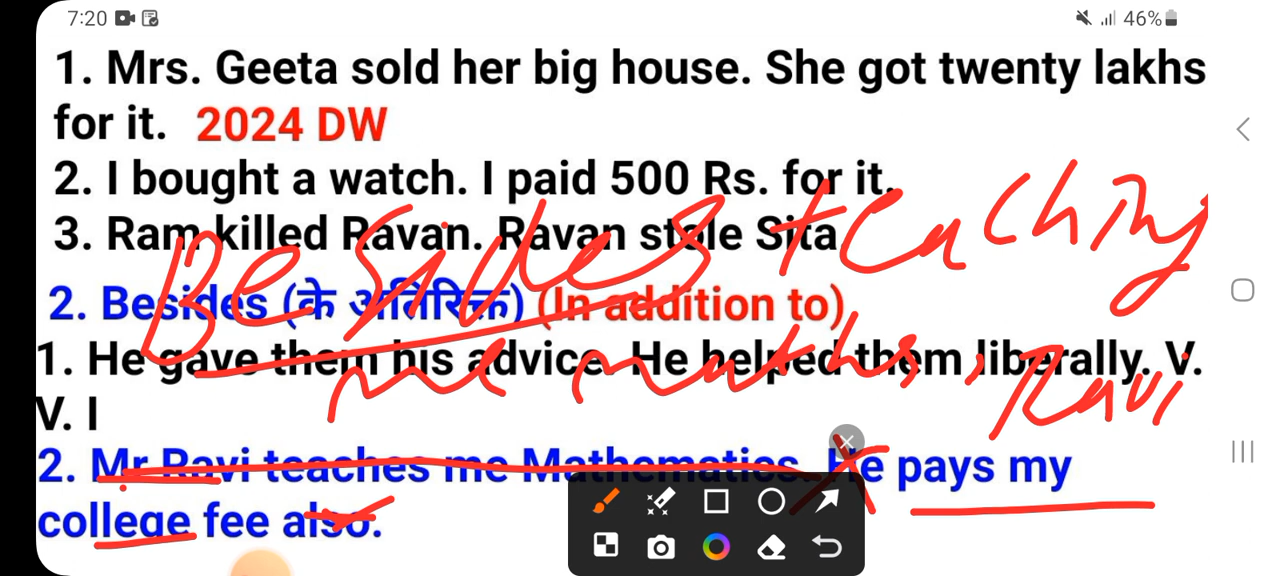 7:20 46%
1. Mrs. Geeta sold her big house. She got twenty lakhs
for it. 2024 DW
2. I bought a watch. I paid 500 Rs. for it.
3. Ram killed Ravan. Ravan stole Sita.
Besides teaching
2. Besides (के अतिरिक्त) (In addition to)
1. He gave them his advice. He helped them liberally. V.
me maths, Ravi
V. I
2. Mr Ravi teaches me Mathematics. He pays my
college fee also.